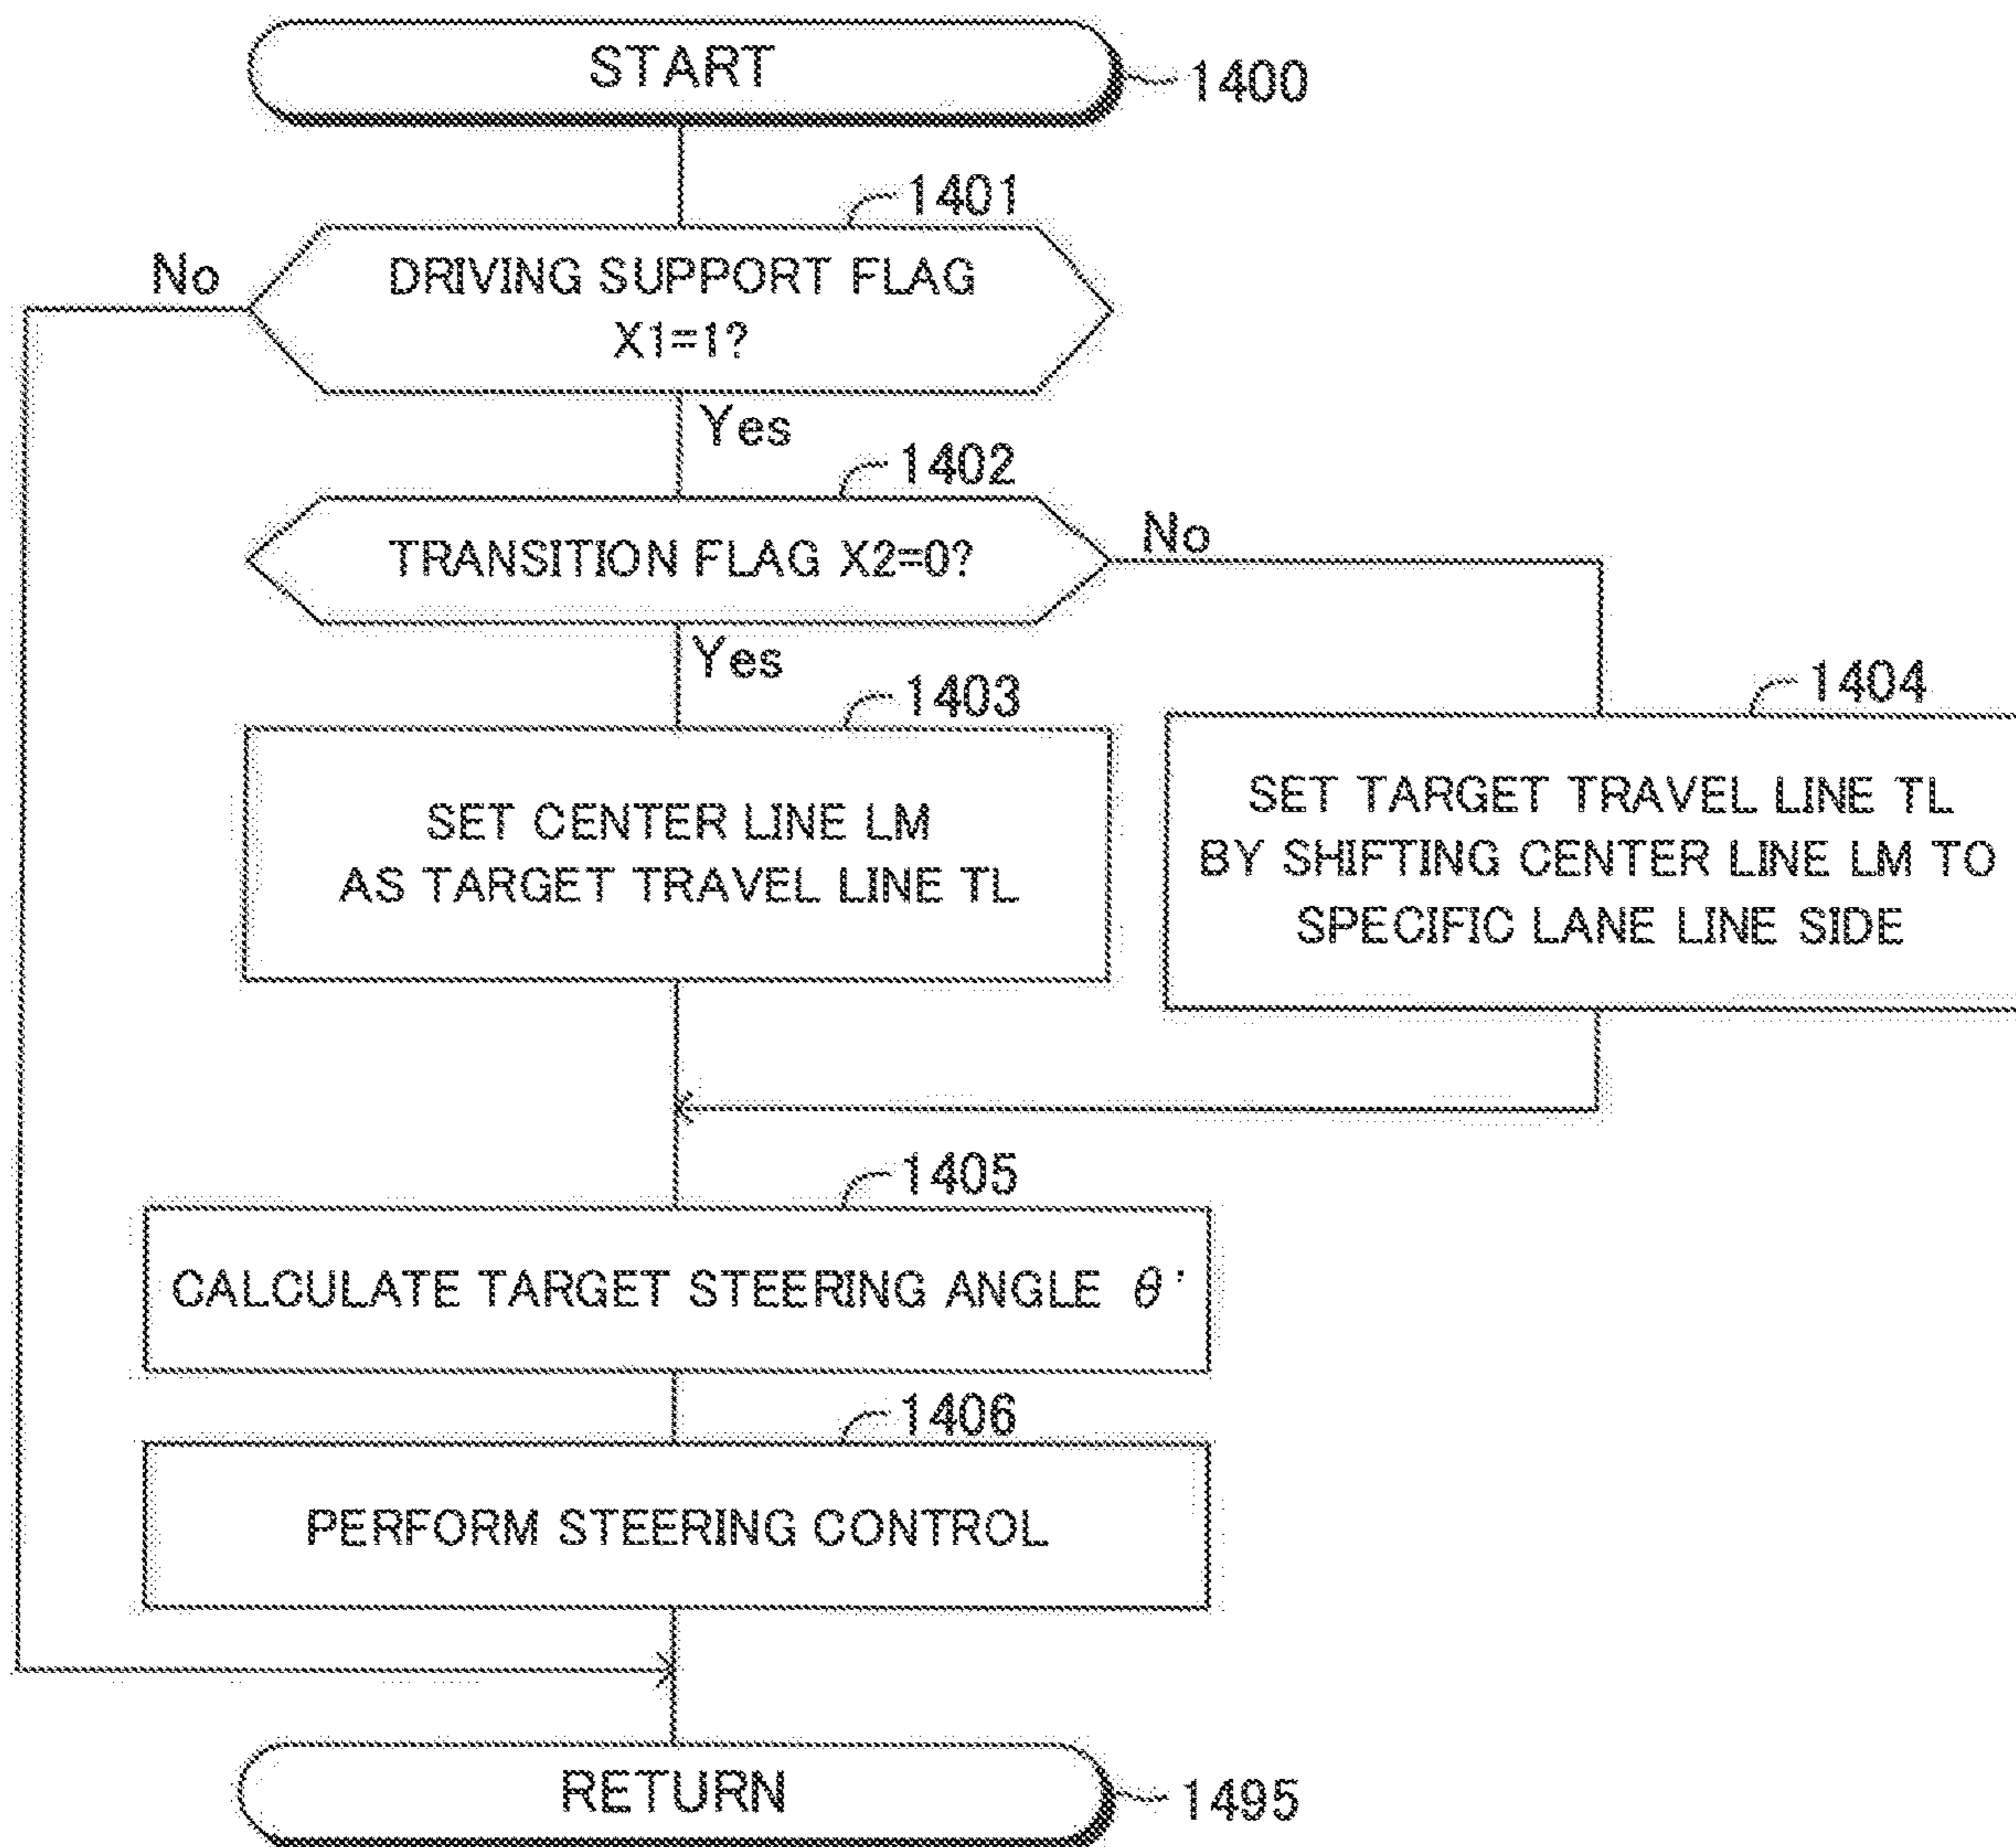 START
1400
1401
No
DRIVING SUPPORT FLAG
X1=1?
Yes
1402
TRANSITION FLAG X2=0?
No
Yes
1403
SET CENTER LINE LM
AS TARGET TRAVEL LINE TL
1404
SET TARGET TRAVEL LINE TL
BY SHIFTING CENTER LINE LM TO
SPECIFIC LANE LINE SIDE
1405
CALCULATE TARGET STEERING ANGLE θ'
1406
PERFORM STEERING CONTROL
RETURN
1495